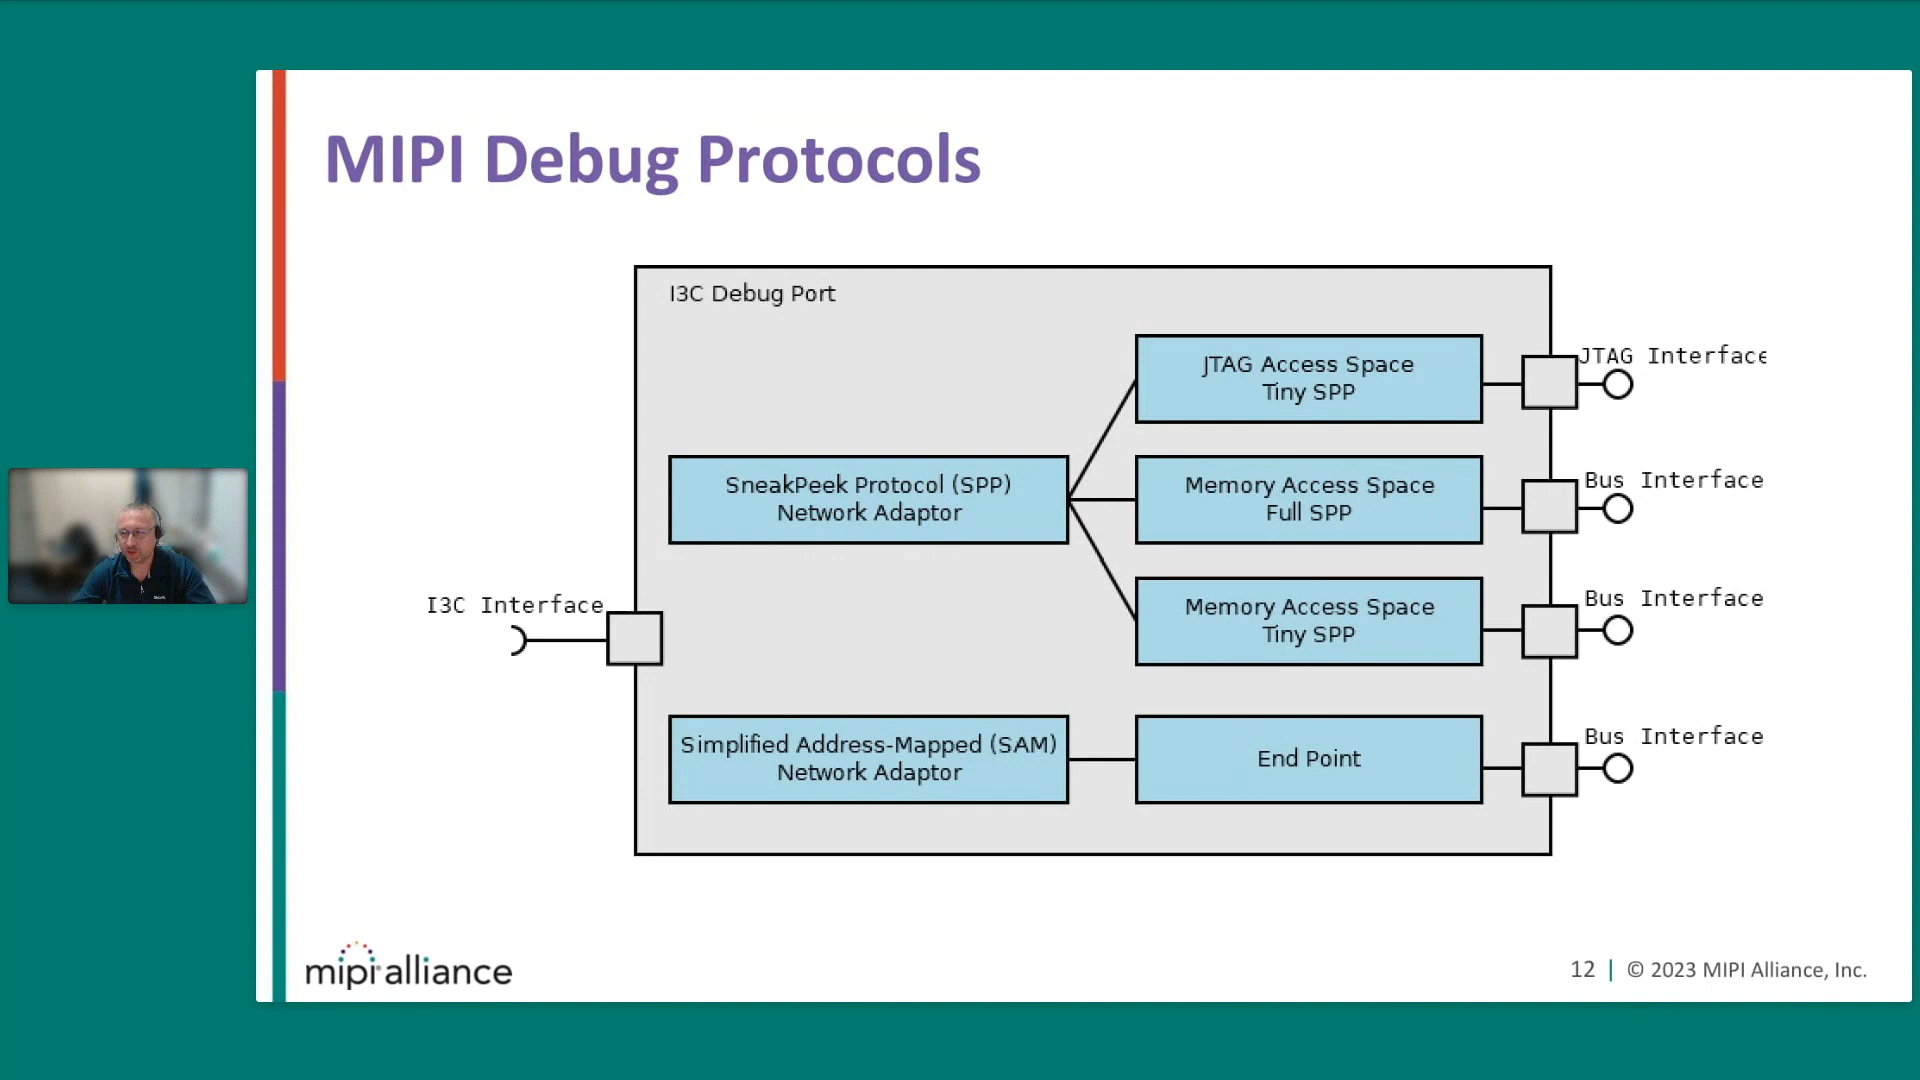 MIPI Debug Protocols
I3C Debug Port
JTAG Access Space
Tiny SPP
JTAG Interface
SneakPeek Protocol (SPP)
Network Adaptor
Memory Access Space
Full SPP
Bus Interface
Memory Access Space
Tiny SPP
Bus Interface
I3C Interface
Simplified Address-Mapped (SAM)
Network Adaptor
End Point
Bus Interface
mipi alliance
12 | © 2023 MIPI Alliance, Inc.